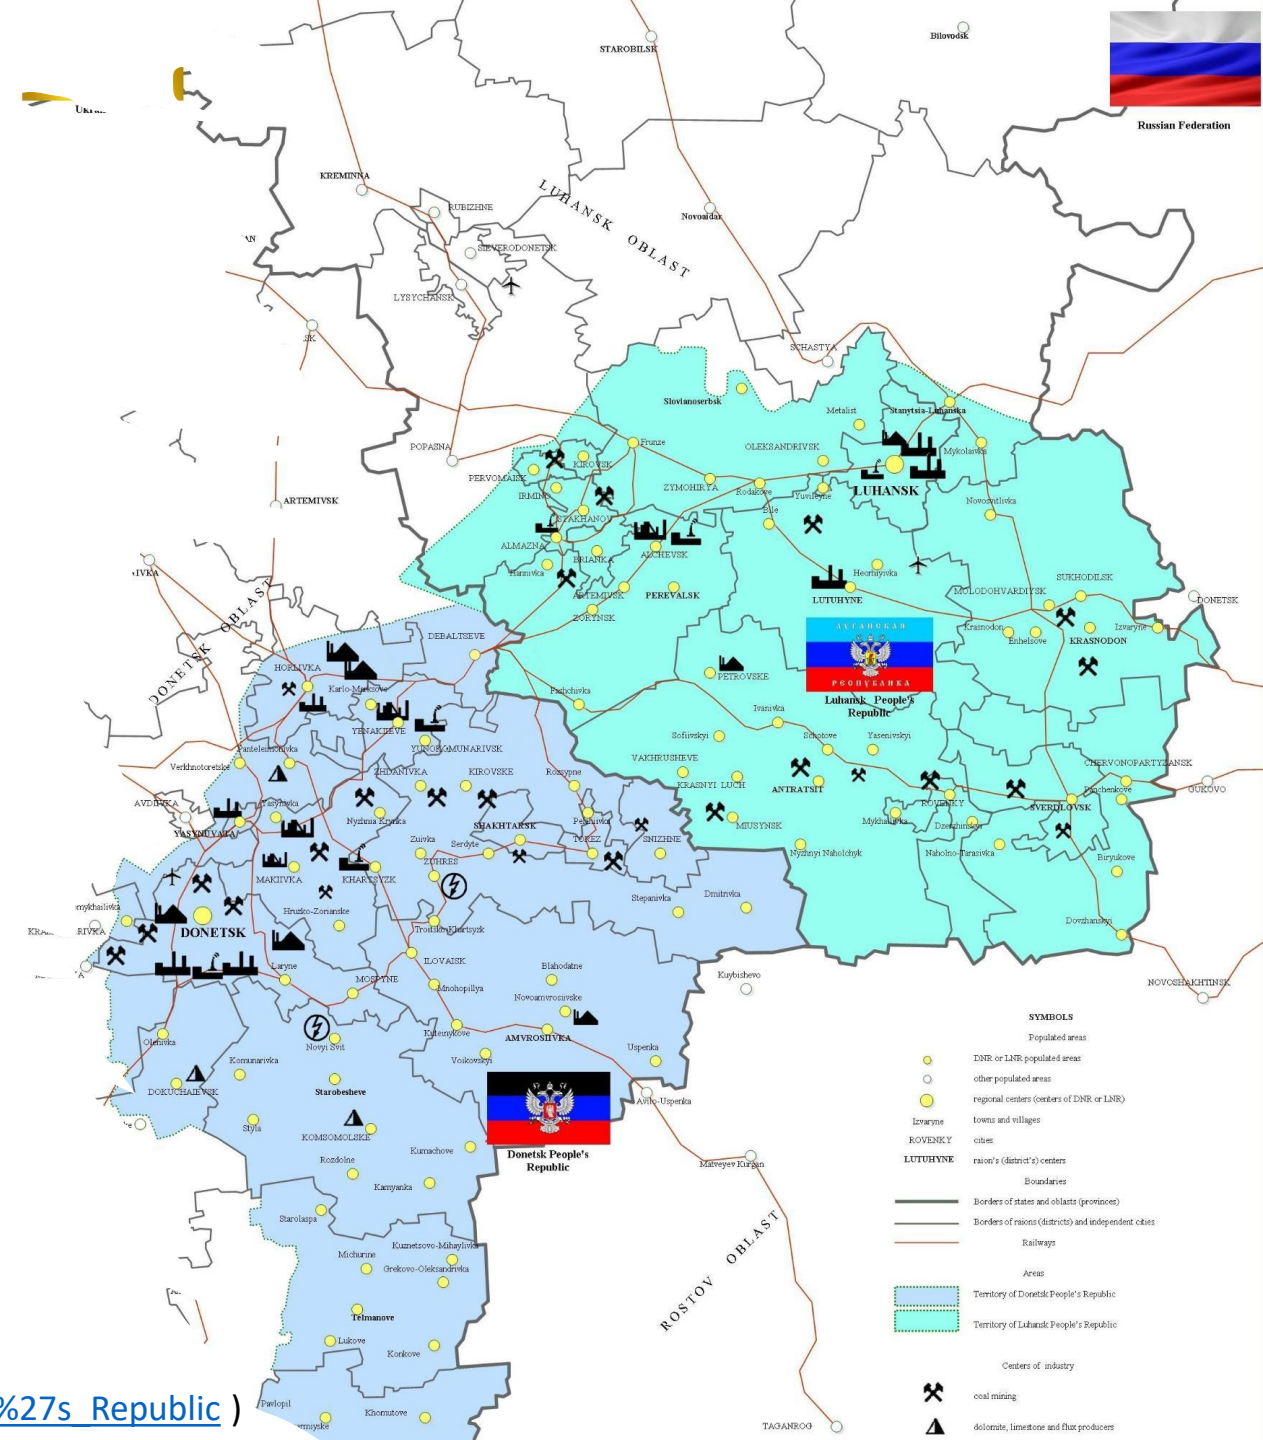 STAROBILSK
Bilovodsk
Russian Federation
KREMINNA
RUBIZHNE
LUHANSK OBLAST
Novoaidar
SIEVERODONETSK
LYSYCHANSK
SK
SCHASTYA
Slovianoserbsk
Metalist
Stanytsia-Luhanska
POPASNA
Frunze
OLEKSANDRIVSK
Mykolaivka
KIROVSK
PERVOMAISK
ZYMOHIRYA
Rodakove
LUHANSK
IRMINO
Novosvitlivka
ARTEMIVSK
STAKHANOV
Bile
ALMAZNA
BRIANKA
ALCHEVSK
Hannivka
Heorhiyivka
IVKA
SUKHODILSK
ARTEMIVSK
PEREVALSK
LUTUHYNE
MOLODOHVARDIYSK
DONETSK
ZORYNSK
Krasnodon
Enhelsove
KRASNODON
Izvaryne
DONETSK OBLAST
DEBALTSEVE
ЛУГАНСКАЯ
РЕСПУБЛИКА
HORLIVKA
PETROVSKE
Karlo-Marksove
Luhansk People's
Republic
Ivanivka
YENAKIIEVE
Sofiivskyi
Schotove
Yasenivskyi
YUNOKOMUNARIVSK
Panteleimonivka
Verkhnotoretske
ZHDANIVKA
KIROVSKE
Rozsypne
VAKHRUSHEVE
CHERVONOPARTYZANSK
KRASNYI LUCH
ANTRATSIT
Panchenkove
GUKOVO
AVDIIVKA
ROVENKY
SVERDLOVSK
Nyzhnia Krynka
MIUSYNSK
Mykhailivka
Dzerzhinskyi
YASYNUVATA
SHAKHTARSK
Zuivka
Serdyte
TOREZ
SNIZHNE
Nyzhnyi Naholchyk
Naholno-Tarasivka
ZUHRES
MAKIIVKA
KHARTSYZK
Biryukove
Dmitrivka
Stepanivka
Hruzko-Zorianske
Dovzhanskyi
DONETSK
Troitsko-Khartsyzk
ILOVAISK
Laryne
Blahodatne
Kuybishevo
MOSPYNE
Mnohopillya
NOVOSHAKHTINSK
Novoamvrosiivske
SYMBOLS
Kuteinykove
AMVROSIIVKA
Populated areas
Olenivka
Novyi Svit
Voikovskyi
Uspenka
DNR or LNR populated areas
Komunarivka
other populated areas
DOKUCHAIEVSK
Starobesheve
Avilo-Uspenka
regional centers (centers of DNR or LNR)
Styla
KOMSOMOLSKE
Izvaryne towns and villages
Kumachove
Donetsk People's
Republic
ROVENKY cities
Rozdolne
Matveyev Kurgan
LUTUHYNE raion's (district's) centers
Kamyanka
Boundaries
Borders of states and oblasts (provinces)
Starolaspa
Borders of raions (districts) and independent cities
Kuznetsovo-Mihaylivka
Railways
Michurine
Grekovo-Oleksandrivka
ROSTOV OBLAST
Areas
Territory of Donetsk People's Republic
Telmanove
Territory of Luhansk People's Republic
Lukove
Konkove
Centers of industry
coal mining
%27s_Republic )
Pavlopil
Khomutove
TAGANROG
dolomite, limestone and flux producers